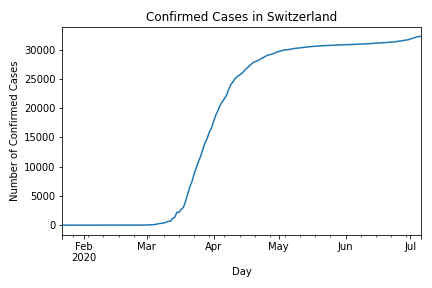 Confirmed Cases in Switzerland
Number of Confirmed Cases
30000
25000
20000
15000
10000
5000
0
Feb Mar Apr May Jun Jul
2020
Day